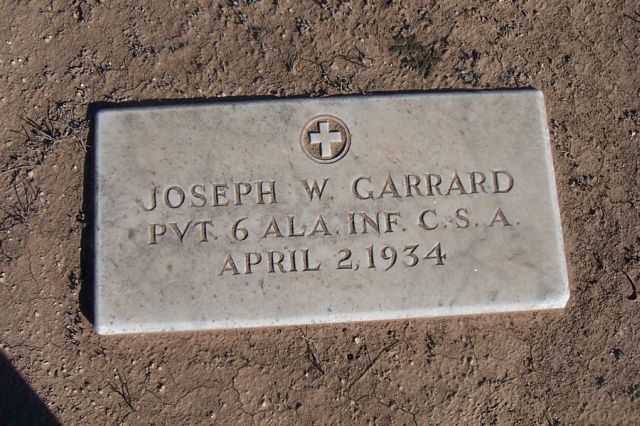 JOSEPH W. GARRARD
PVT. 6 ALA. INF. C.S.A.
APRIL 2, 1934